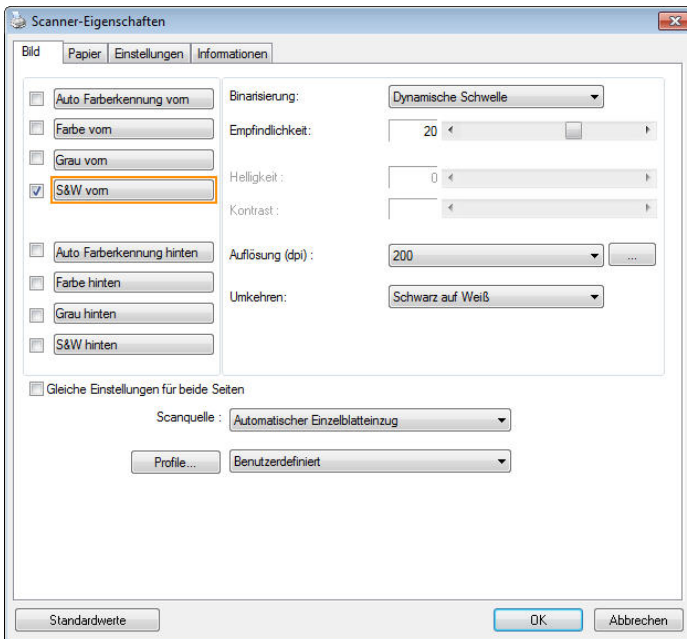 Scanner-Eigenschaften
Bild Papier Einstellungen Informationen
Auto Farberkennung vorn
Farbe vorn
Grau vorn
S&W vorn
Auto Farberkennung hinten
Farbe hinten
Grau hinten
S&W hinten
Binarisierung: Dynamische Schwelle
Empfindlichkeit: 20
Helligkeit : 0
Kontrast :
Auflösung (dpi) : 200 ...
Umkehren: Schwarz auf Weiß
Gleiche Einstellungen für beide Seiten
Scanquelle : Automatischer Einzelblatteinzug
Profile... Benutzerdefiniert
Standardwerte OK Abbrechen